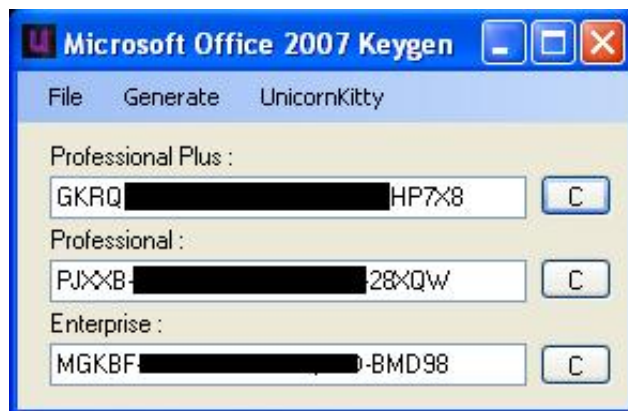 Microsoft Office 2007 Keygen
File Generate UnicornKitty
Professional Plus :
GKRQ HP7X8 C
Professional :
PJXXB- -28XQW C
Enterprise :
MGKBF- -BMD98 C